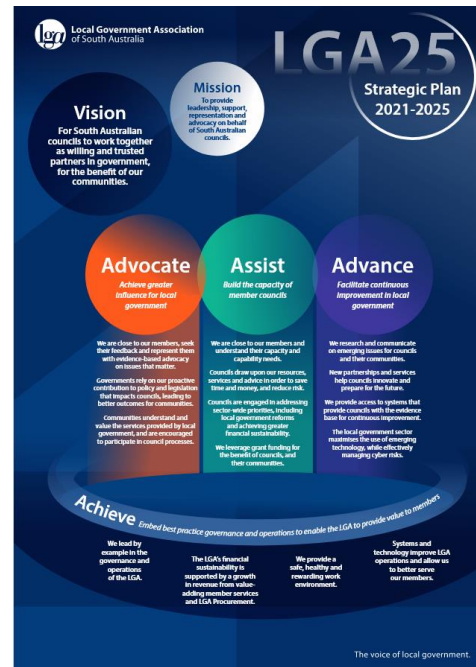 lga
Local Government Association
of South Australia
LGA25
Strategic Plan
2021-2025
Vision
For South Australian
councils to work together
as willing and trusted
partners in government,
for the benefit of our
communities.
Mission
To provide
leadership, support,
representation and
advocacy on behalf
of South Australian
councils.
Advocate
Achieve greater
influence for local
government
We are close to our members, seek
their feedback and represent them
with evidence-based advocacy
on issues that matter.
Governments rely on our proactive
contribution to policy and legislation
that impacts councils, leading to
better outcomes for communities.
Communities understand and
value the services provided by local
government, and are encouraged
to participate in council processes.
Assist
Build the capacity of
member councils
We are close to our members and
understand their capacity and
capability needs.
Councils draw upon our resources,
services and advice in order to save
time and money, and reduce risk.
Councils are engaged in addressing
sector-wide priorities, including
local government reforms
and achieving greater
financial sustainability.
We leverage grant funding for
the benefit of councils, and
their communities.
Advance
Facilitate continuous
improvement in local
government
We research and communicate
on emerging issues for councils
and their communities.
New partnerships and services
help councils innovate and
prepare for the future.
We provide access to systems that
provide councils with the evidence
base for continuous improvement.
The local government sector
maximises the use of emerging
technology, while effectively
managing cyber risks.
Achieve Embed best practice governance and operations to enable the LGA to provide value to members
We lead by
example in the
governance and
operations
of the LGA.
The LGA's financial
sustainability is
supported by a growth
in revenue from value-
adding member services
and LGA Procurement.
We provide a
safe, healthy and
rewarding work
environment.
Systems and
technology improve LGA
operations and allow us
to better serve
our members.
The voice of local government.